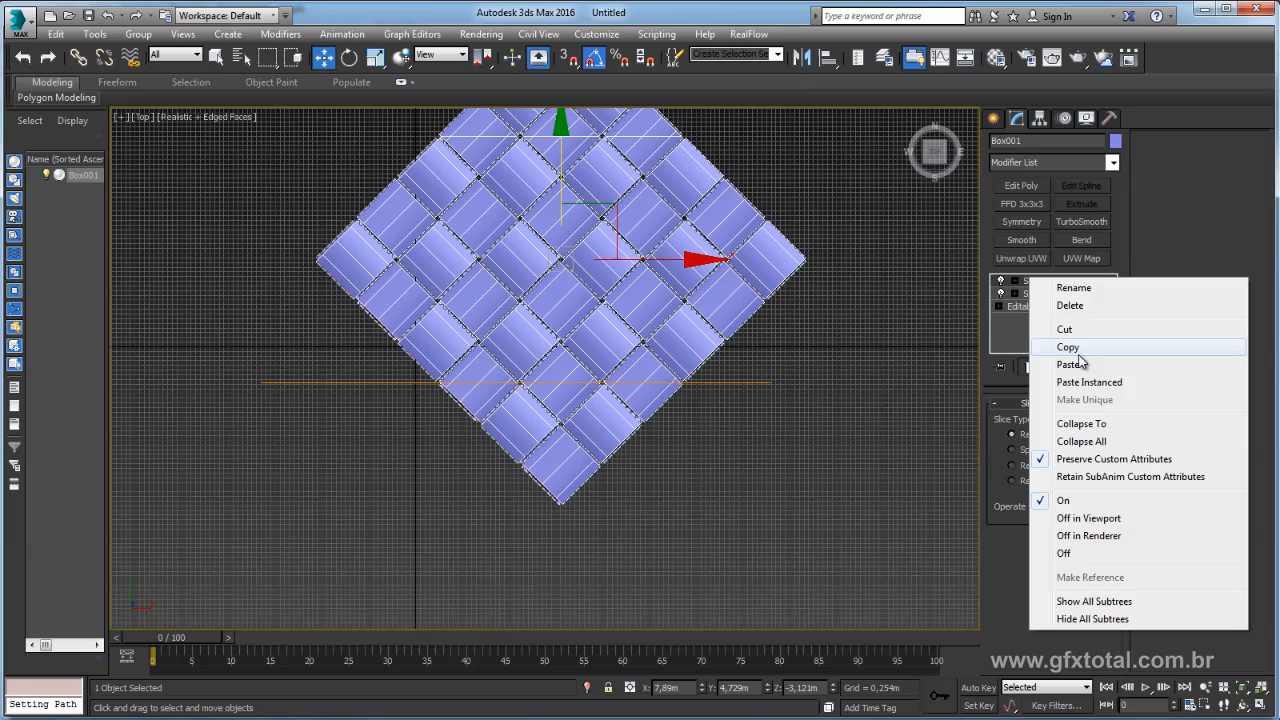 MAX
Workspace: Default
Autodesk 3ds Max 2016
Untitled
Type a keyword or phrase
Sign In
Edit
Tools
Group
Views
Create
Modifiers
Animation
Graph Editors
Rendering
Civil View
Customize
Scripting
Help
RealFlow
All
View
3
Create Selection Se
Modeling
Freeform
Selection
Object Paint
Populate
Polygon Modeling
Select
Display
[+] [Top] [Realistic + Edged Faces]
Name (Sorted Ascen
Box001
N
W
E
S
Box001
Modifier List
Edit Poly
Edit Spline
FFD 3x3x3
Extrude
Symmetry
TurboSmooth
Smooth
Bend
Unwrap UVW
UVW Map
Slice Type
Operate
Rename
Delete
Cut
Copy
Paste
Paste Instanced
Make Unique
Collapse To
Collapse All
Preserve Custom Attributes
Retain SubAnim Custom Attributes
On
Off in Viewport
Off in Renderer
Off
Make Reference
Show All Subtrees
Hide All Subtrees
www.gfxtotal.com.br
0 / 100
0 5 10 15 20 25 30 35 40 45 50 55 60 65 70 75 80 85 90 95 100
Setting Path
1 Object Selected
X: 7,89m
Y: 4,729m
Z: -3,121m
Grid = 0,254m
Auto Key
Selected
Click and drag to select and move objects
Add Time Tag
Set Key
Key Filters...
0